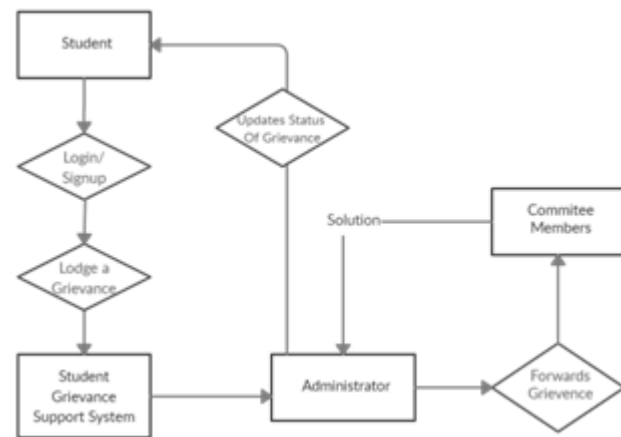 Student
Updates Status
Of Grievance
Login/
Signup
Solution
Commitee
Members
Lodge a
Grievance
Student
Grievance
Support System
Administrator
Forwards
Grievence